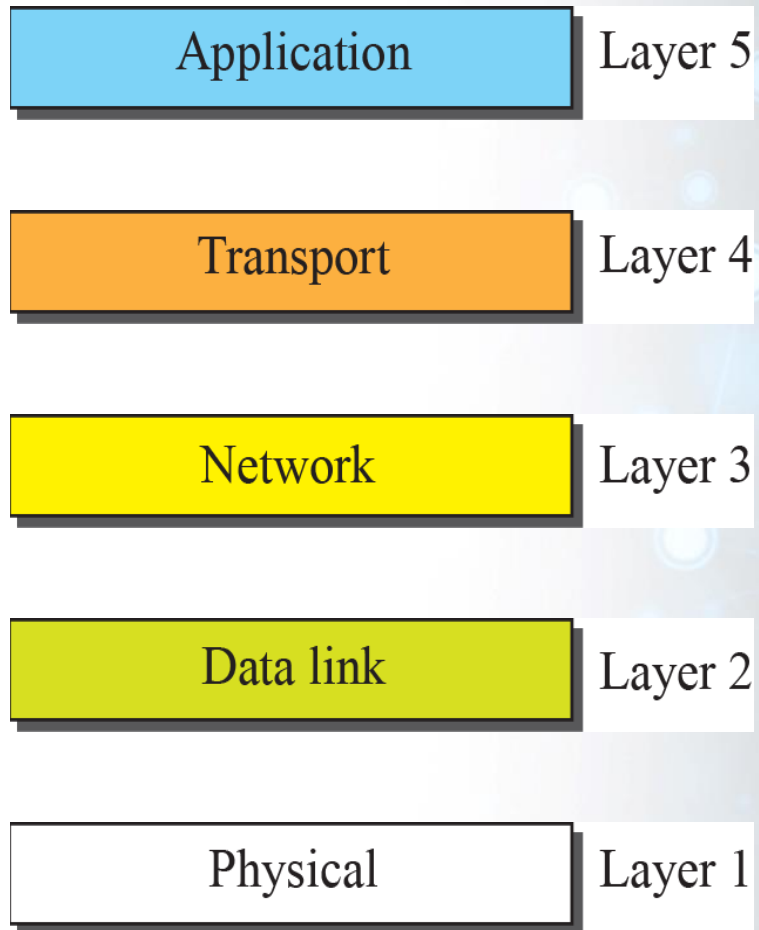 Application Layer 5
Transport Layer 4
Network Layer 3
Data link Layer 2
Physical Layer 1